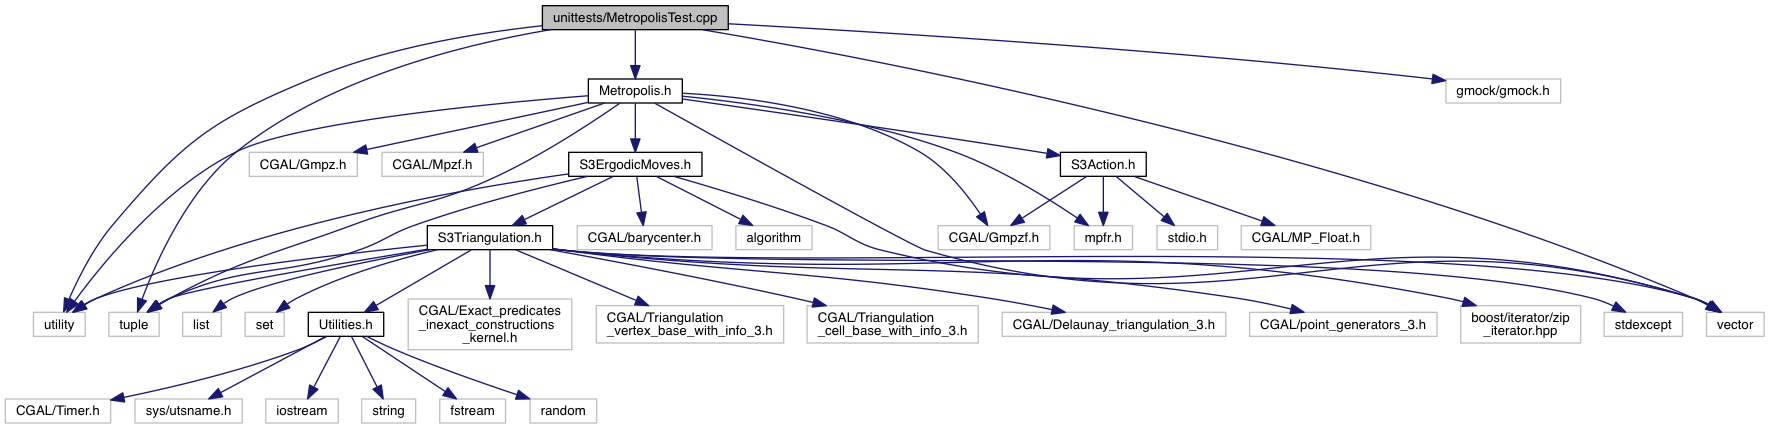 unittests/MetropolisTest.cpp
Metropolis.h
gmock/gmock.h
CGAL/Gmpz.h
CGAL/Mpzf.h
S3ErgodicMoves.h
S3Action.h
S3Triangulation.h
CGAL/barycenter.h
algorithm
CGAL/Gmpzf.h
mpfr.h
stdio.h
CGAL/MP_Float.h
utility
tuple
list
set
Utilities.h
CGAL/Exact_predicates
_inexact_constructions
_kernel.h
CGAL/Triangulation
_vertex_base_with_info_3.h
CGAL/Triangulation
_cell_base_with_info_3.h
CGAL/Delaunay_triangulation_3.h
CGAL/point_generators_3.h
boost/iterator/zip
_iterator.hpp
stdexcept
vector
CGAL/Timer.h
sys/utsname.h
iostream
string
fstream
random